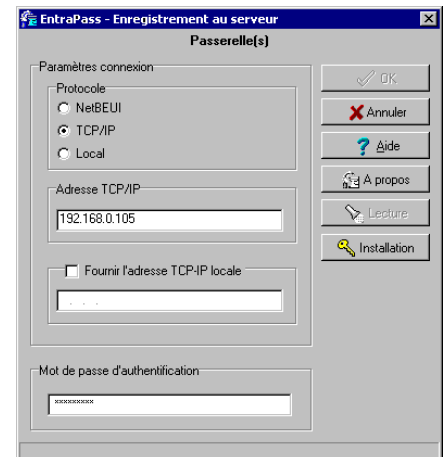 EntraPass - Enregistrement au serveur
Passerelle(s)
Paramètres connexion
Protocole
NetBEUI
TCP/IP
Local
Adresse TCP/IP
192.168.0.105
Fournir l'adresse TCP-IP locale
. . .
Mot de passe d'authentification
×××××××××
OK
Annuler
Aide
A propos
Lecture
Installation